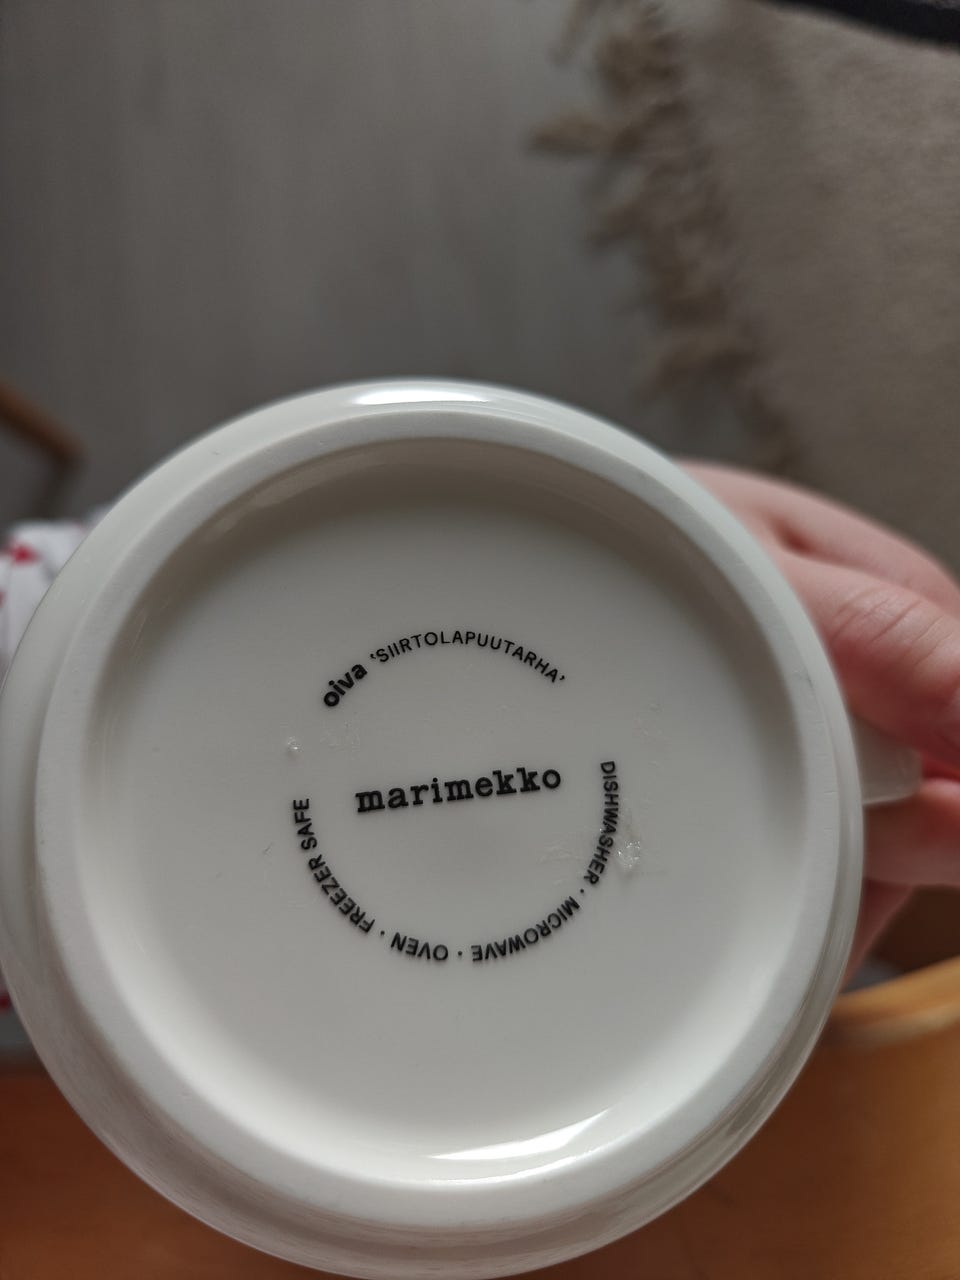 oiva 'SIIRTOLAPUUTARHA'
marimekko
DISHWASHER · MICROWAVE · OVEN · FREEZER SAFE